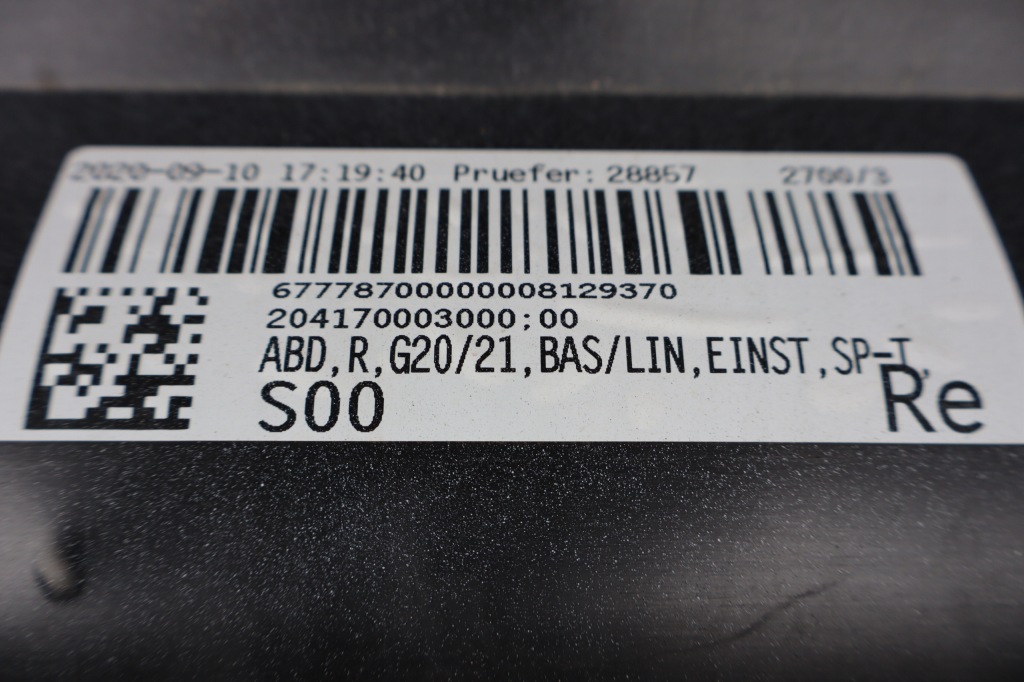 2020-09-10 17:19:40 Pruefer: 28857 2700/3
67778700000008129370
204170003000;00
ABD,R,G20/21,BAS/LIN,EINST,SP-T,
S00 Re